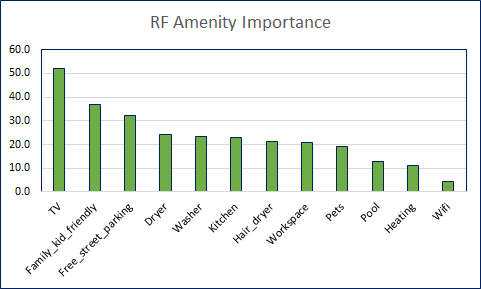 RF Amenity Importance
60.0
50.0
40.0
30.0
20.0
10.0
0.0
TV
Family_kid_friendly
Free_street_parking
Dryer
Washer
Kitchen
Hair_dryer
Workspace
Pets
Pool
Heating
Wifi